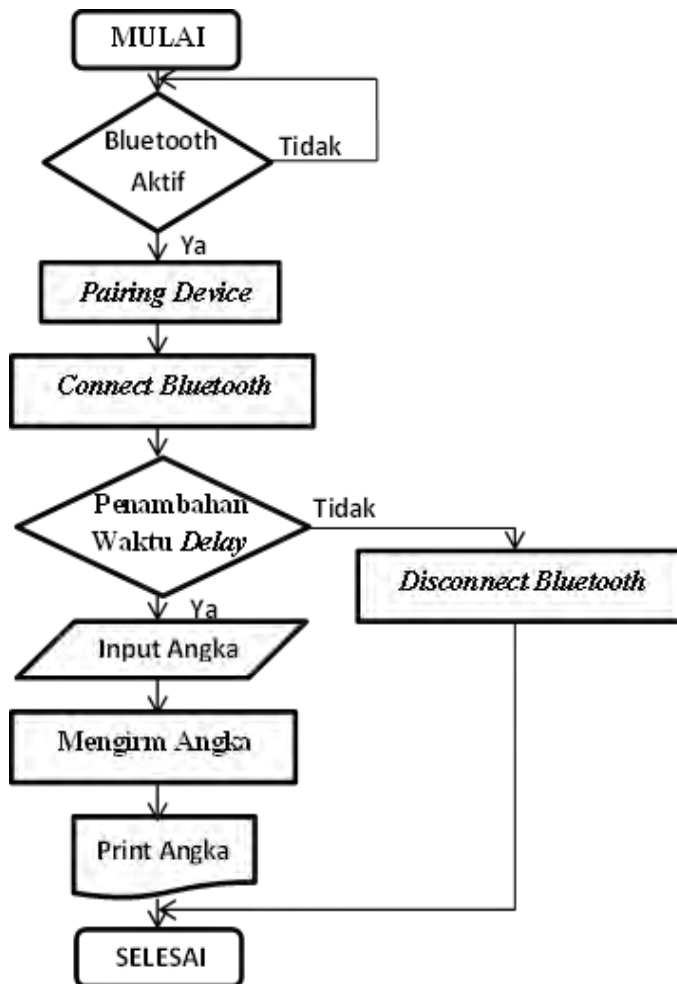 MULAI
Bluetooth
Aktif
Tidak
Ya
Pairing Device
Connect Bluetooth
Penambahan
Waktu Delay
Tidak
Disconnect Bluetooth
Ya
Input Angka
Mengirm Angka
Print Angka
SELESAI